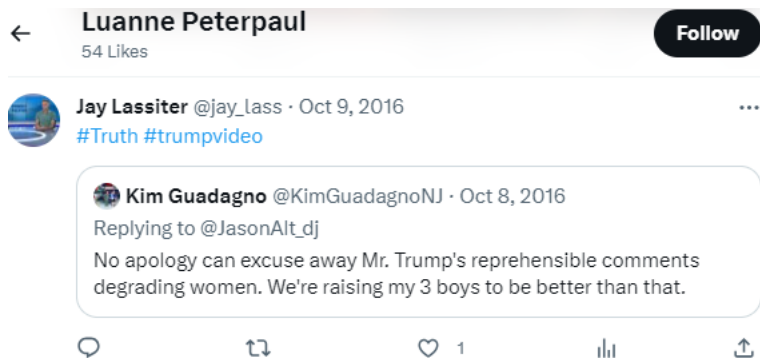 Luanne Peterpaul
54 Likes
Follow
Jay Lassiter @jay_lass · Oct 9, 2016
#Truth #trumpvideo
Kim Guadagno @KimGuadagnoNJ · Oct 8, 2016
Replying to @JasonAlt_dj
No apology can excuse away Mr. Trump's reprehensible comments
degrading women. We're raising my 3 boys to be better than that.
1